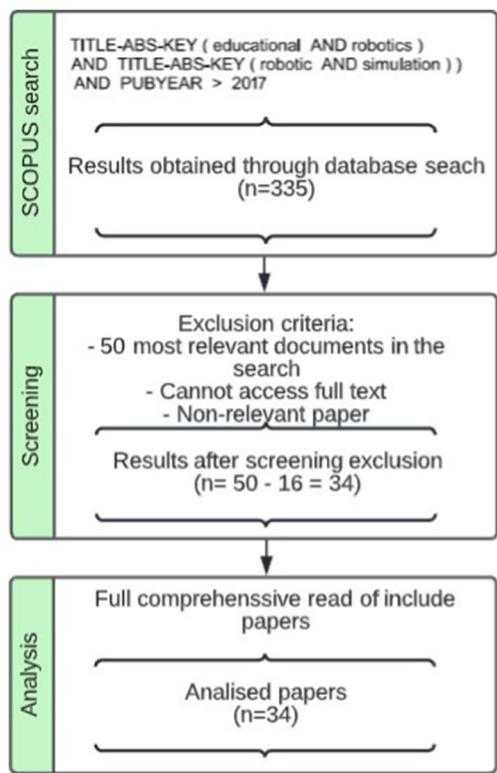 SCOPUS search
TITLE-ABS-KEY ( educational AND robotics )
AND TITLE-ABS-KEY ( robotic AND simulation ) )
AND PUBYEAR > 2017
Results obtained through database seach
(n=335)
Screening
Exclusion criteria:
- 50 most relevant documents in the
search
- Cannot access full text
- Non-relevant paper
Results after screening exclusion
(n= 50 - 16 = 34)
Analysis
Full comprehenssive read of include
papers
Analised papers
(n=34)